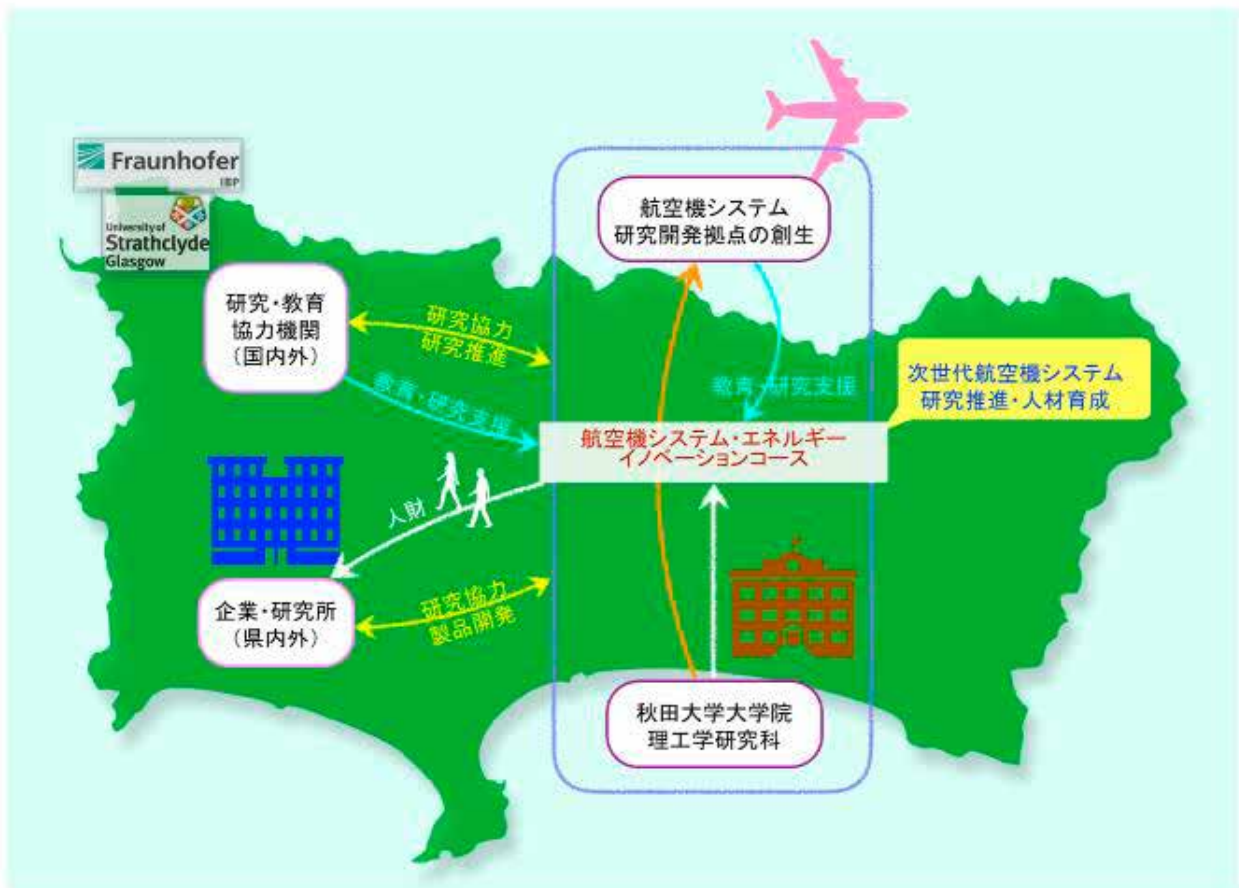 Fraunhofer
IBP
University of
Strathclyde
Glasgow
航空機システム
研究開発拠点の創生
研究・教育
協力機関
（国内外）
研究協力
研究推進
教育・研究支援
教育・研究支援
次世代航空機システム
研究推進・人材育成
航空機システム・エネルギー
イノベーションコース
人財
企業・研究所
（県内外）
研究協力
製品開発
秋田大学大学院
理工学研究科